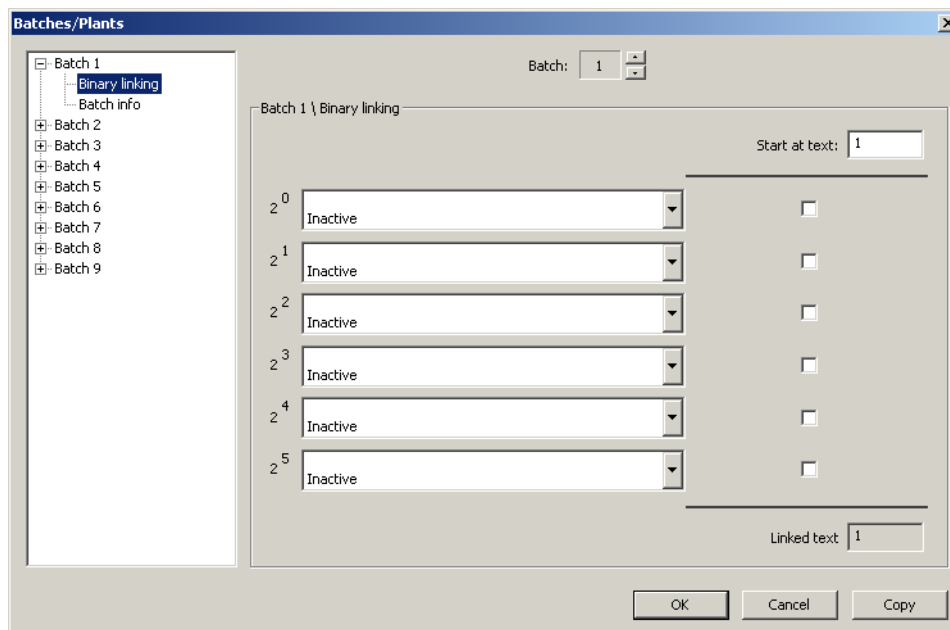 Batches/Plants
Batch 1
Binary linking
Batch info
Batch 2
Batch 3
Batch 4
Batch 5
Batch 6
Batch 7
Batch 8
Batch 9
Batch: 1
Batch 1 \ Binary linking
Start at text: 1
2^0 Inactive
2^1 Inactive
2^2 Inactive
2^3 Inactive
2^4 Inactive
2^5 Inactive
Linked text 1
OK Cancel Copy